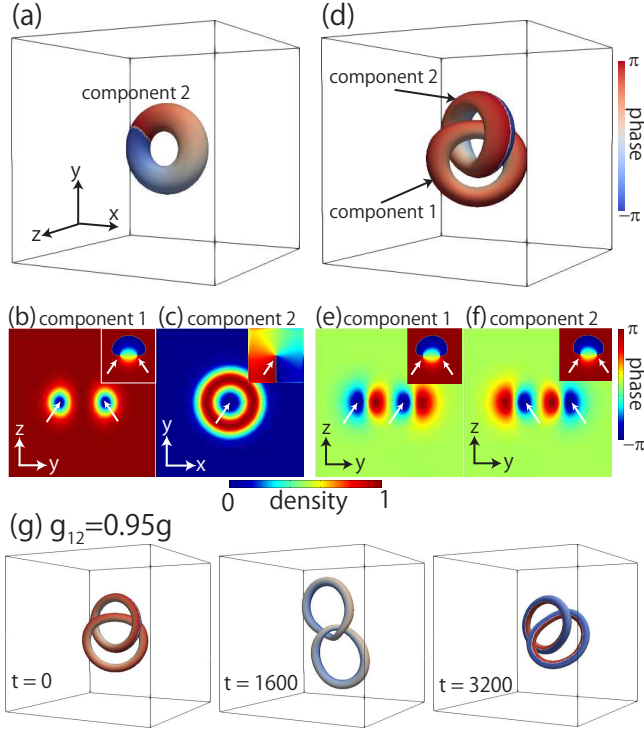 (a)
component 2
y
x
z
(d)
component 2
component 1
π
phase
−π
(b) component 1
z
y
(c) component 2
y
x
(e) component 1
z
y
(f) component 2
z
y
π
phase
−π
0 density 1
(g) g12=0.95g
t = 0
t = 1600
t = 3200